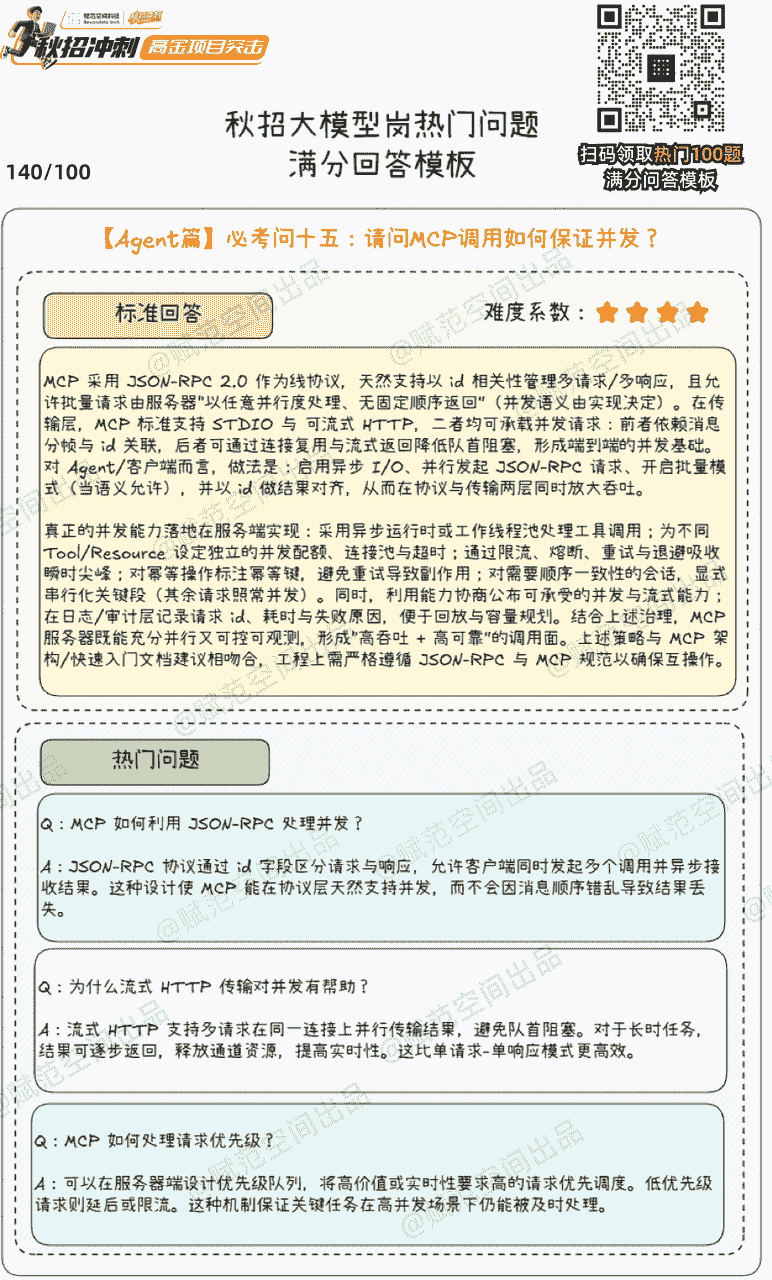 赋范空间科技
秋招冲刺 高金项目突击
秋招大模型岗热门问题
满分回答模板
140/100
扫码领取热门100题
满分问答模板
【Agent篇】必考问十五：请问MCP调用如何保证并发？
标准回答
难度系数：
MCP 采用 JSON-RPC 2.0 作为线协议，天然支持以 id 相关性管理多请求/多响应，且允
许批量请求由服务器"以任意并行度处理、无固定顺序返回"（并发语义由实现决定）。在传
输层，MCP 标准支持 STDIO 与 可流式 HTTP，二者均可承载并发请求：前者依赖消息
分帧与 id 关联，后者可通过连接复用与流式返回降低队首阻塞，形成端到端的并发基础。
对 Agent/客户端而言，做法是：启用异步 I/O、并行发起 JSON-RPC 请求、开启批量模
式（当语义允许），并以 id 做结果对齐，从而在协议与传输两层同时放大吞吐。
真正的并发能力落地在服务端实现：采用异步运行时或工作线程池处理工具调用；为不同
Tool/Resource 设定独立的并发配额、连接池与超时；通过限流、熔断、重试与退避吸收
瞬时尖峰；对幂等操作标注幂等键，避免重试导致副作用；对需要顺序一致性的会话，显式
串行化关键段（其余请求照常并发）。同时，利用能力协商公布可承受的并发与流式能力；
在日志/审计层记录请求 id、耗时与失败原因，便于回放与容量规划。结合上述治理，MCP
服务器既能充分并行又可控可观测，形成"高吞吐 + 高可靠"的调用面。上述策略与 MCP 架
构/快速入门文档建议相吻合，工程上需严格遵循 JSON-RPC 与 MCP 规范以确保互操作。
热门问题
Q：MCP 如何利用 JSON-RPC 处理并发？
A：JSON-RPC 协议通过 id 字段区分请求与响应，允许客户端同时发起多个调用并异步接
收结果。这种设计使 MCP 能在协议层天然支持并发，而不会因消息顺序错乱导致结果丢
失。
Q：为什么流式 HTTP 传输对并发有帮助？
A：流式 HTTP 支持多请求在同一连接上并行传输结果，避免队首阻塞。对于长时任务，
结果可逐步返回，释放通道资源，提高实时性。这比单请求-单响应模式更高效。
Q：MCP 如何处理请求优先级？
A：可以在服务器端设计优先级队列，将高价值或实时性要求高的请求优先调度。低优先级
请求则延后或限流。这种机制保证关键任务在高并发场景下仍能被及时处理。
@赋范空间出品